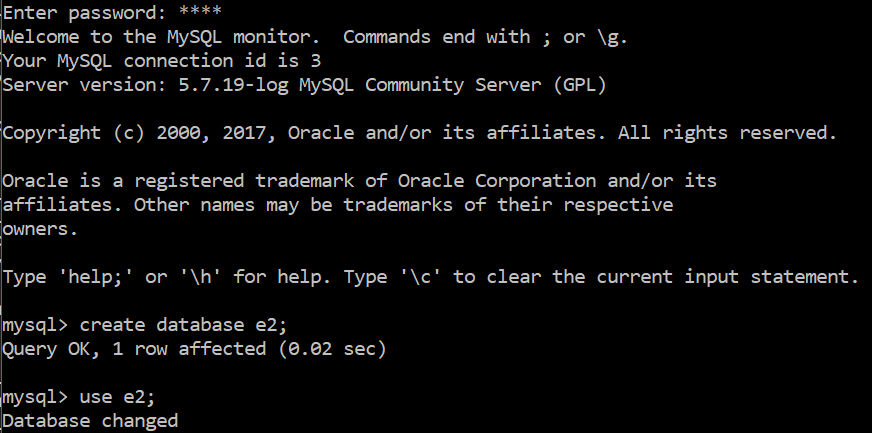 Enter password: ****
Welcome to the MySQL monitor.  Commands end with ; or \g.
Your MySQL connection id is 3
Server version: 5.7.19-log MySQL Community Server (GPL)
Copyright (c) 2000, 2017, Oracle and/or its affiliates. All rights reserved.
Oracle is a registered trademark of Oracle Corporation and/or its
affiliates. Other names may be trademarks of their respective
owners.
Type 'help;' or '\h' for help. Type '\c' to clear the current input statement.
mysql> create database e2;
Query OK, 1 row affected (0.02 sec)
mysql> use e2;
Database changed